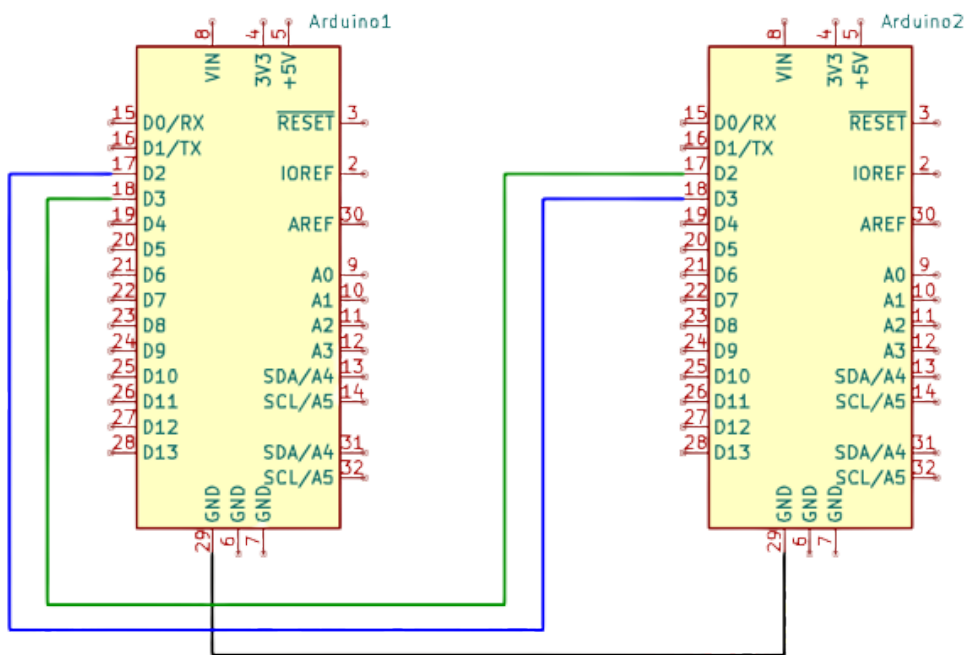 Arduino1
8 VIN
4 3V3
5 +5V
15 D0/RX
16 D1/TX
17 D2
18 D3
19 D4
20 D5
21 D6
22 D7
23 D8
24 D9
25 D10
26 D11
27 D12
28 D13
RESET 3
IOREF 2
AREF 30
A0 9
A1 10
A2 11
A3 12
SDA/A4 13
SCL/A5 14
SDA/A4 31
SCL/A5 32
GND 29
GND 6
GND 7
Arduino2
8 VIN
4 3V3
5 +5V
15 D0/RX
16 D1/TX
17 D2
18 D3
19 D4
20 D5
21 D6
22 D7
23 D8
24 D9
25 D10
26 D11
27 D12
28 D13
RESET 3
IOREF 2
AREF 30
A0 9
A1 10
A2 11
A3 12
SDA/A4 13
SCL/A5 14
SDA/A4 31
SCL/A5 32
GND 29
GND 6
GND 7